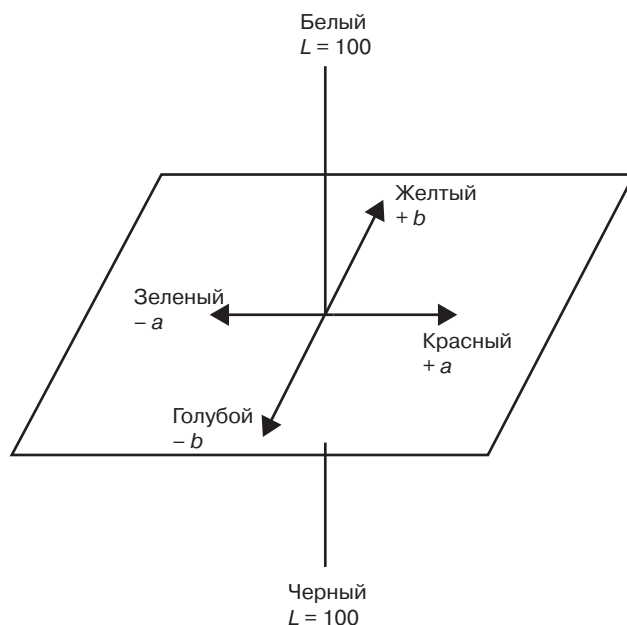 Белый
L = 100
Желтый
+ b
Зеленый
– a
Красный
+ a
Голубой
– b
Черный
L = 100